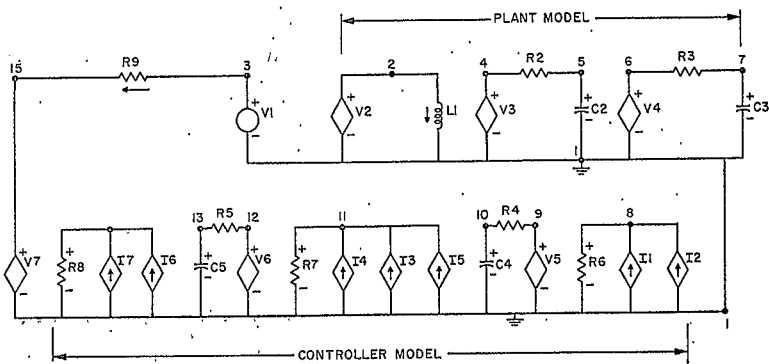 PLANT MODEL
15 R9 3 2 4 R2 5 6 R3 7
+ V1 - + V2 - L1 + V3 - + C2 - + V4 - + C3 -
1
13 R5 12 11 10 R4 9 8
+ V7 - + R8 - I7 I6 + C5 - + V6 - + R7 - I4 I3 I5 + C4 - + V5 - + R6 - I1 I2
1
CONTROLLER MODEL